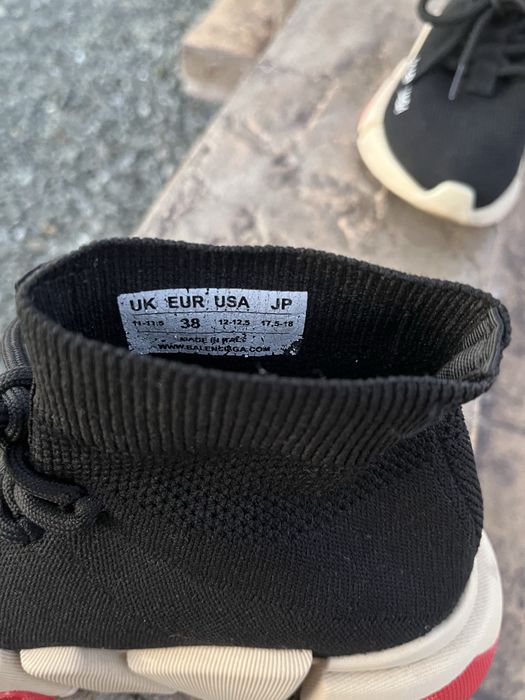 UK EUR USA JP
11-11.5 38 12-12.5 17,5-18
MADE IN ITALY
WWW.BALENCIAGA.COM